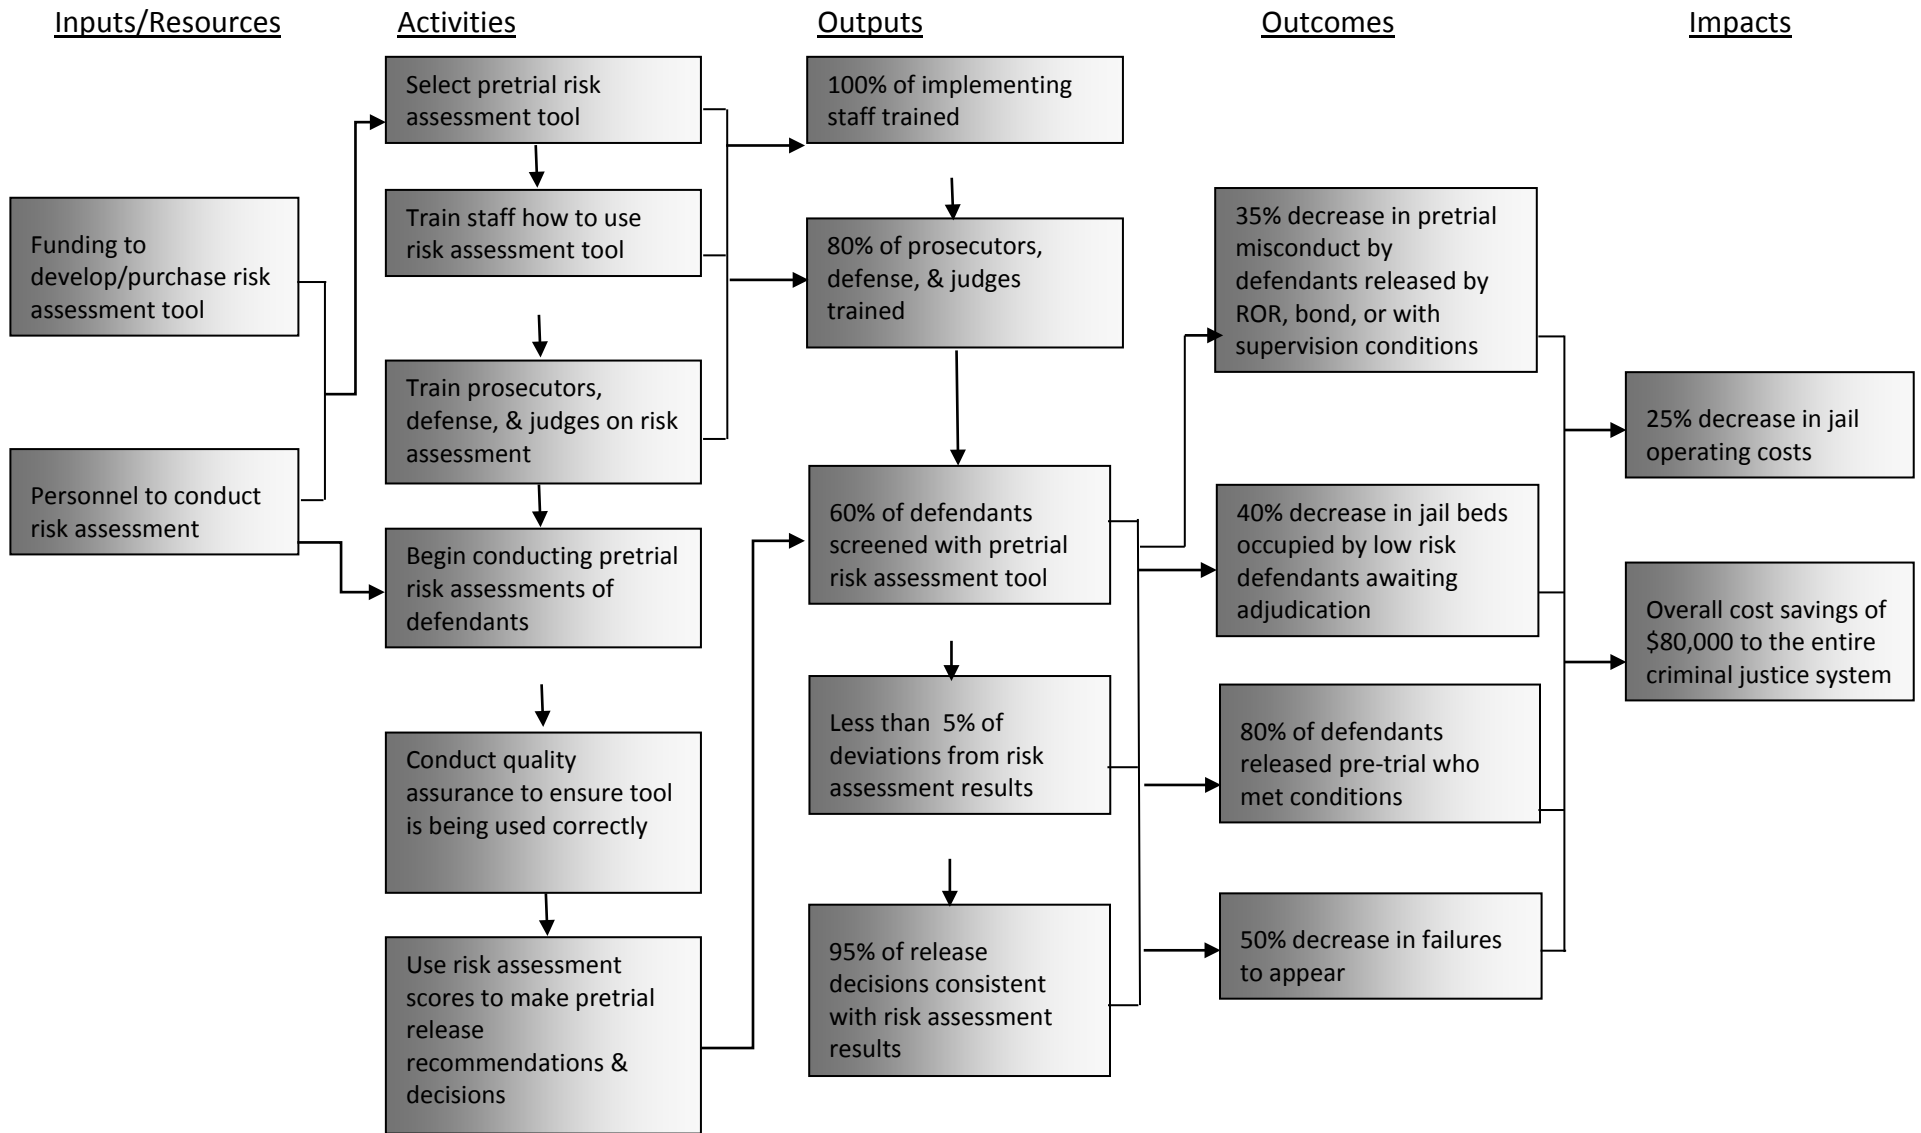 Inputs/Resources
Activities
Outputs
Outcomes
Impacts
Funding to
develop/purchase risk
assessment tool
Personnel to conduct
risk assessment
Select pretrial risk
assessment tool
Train staff how to use
risk assessment tool
Train prosecutors,
defense, & judges on risk
assessment
Begin conducting pretrial
risk assessments of
defendants
Conduct quality
assurance to ensure tool
is being used correctly
Use risk assessment
scores to make pretrial
release
recommendations &
decisions
100% of implementing
staff trained
80% of prosecutors,
defense, & judges
trained
60% of defendants
screened with pretrial
risk assessment tool
Less than  5% of
deviations from risk
assessment results
95% of release
decisions consistent
with risk assessment
results
35% decrease in pretrial
misconduct by
defendants released by
ROR, bond, or with
supervision conditions
40% decrease in jail beds
occupied by low risk
defendants awaiting
adjudication
80% of defendants
released pre-trial who
met conditions
50% decrease in failures
to appear
25% decrease in jail
operating costs
Overall cost savings of
$80,000 to the entire
criminal justice system